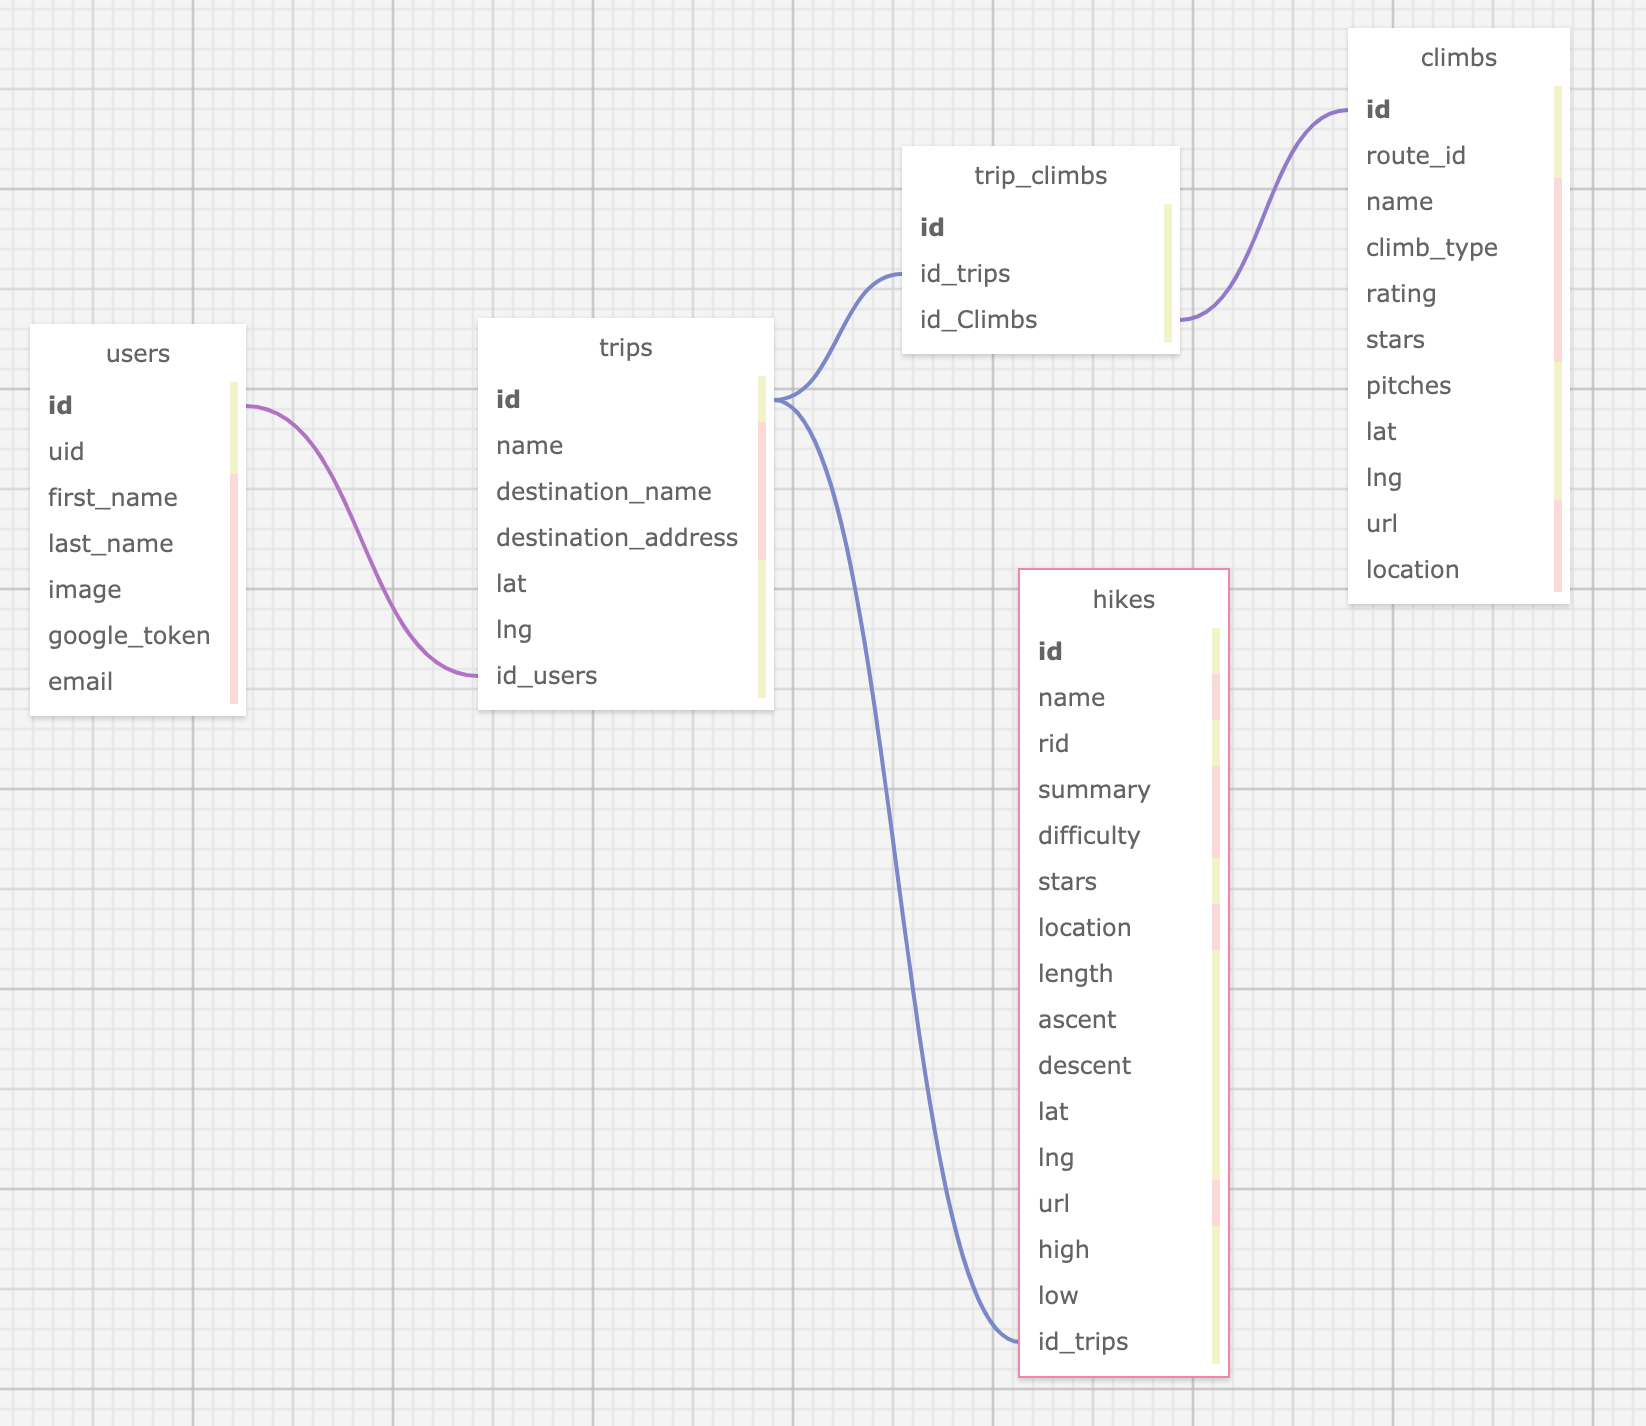 users
id
uid
first_name
last_name
image
google_token
email
trips
id
name
destination_name
destination_address
lat
lng
id_users
trip_climbs
id
id_trips
id_Climbs
climbs
id
route_id
name
climb_type
rating
stars
pitches
lat
lng
url
location
hikes
id
name
rid
summary
difficulty
stars
location
length
ascent
descent
lat
lng
url
high
low
id_trips